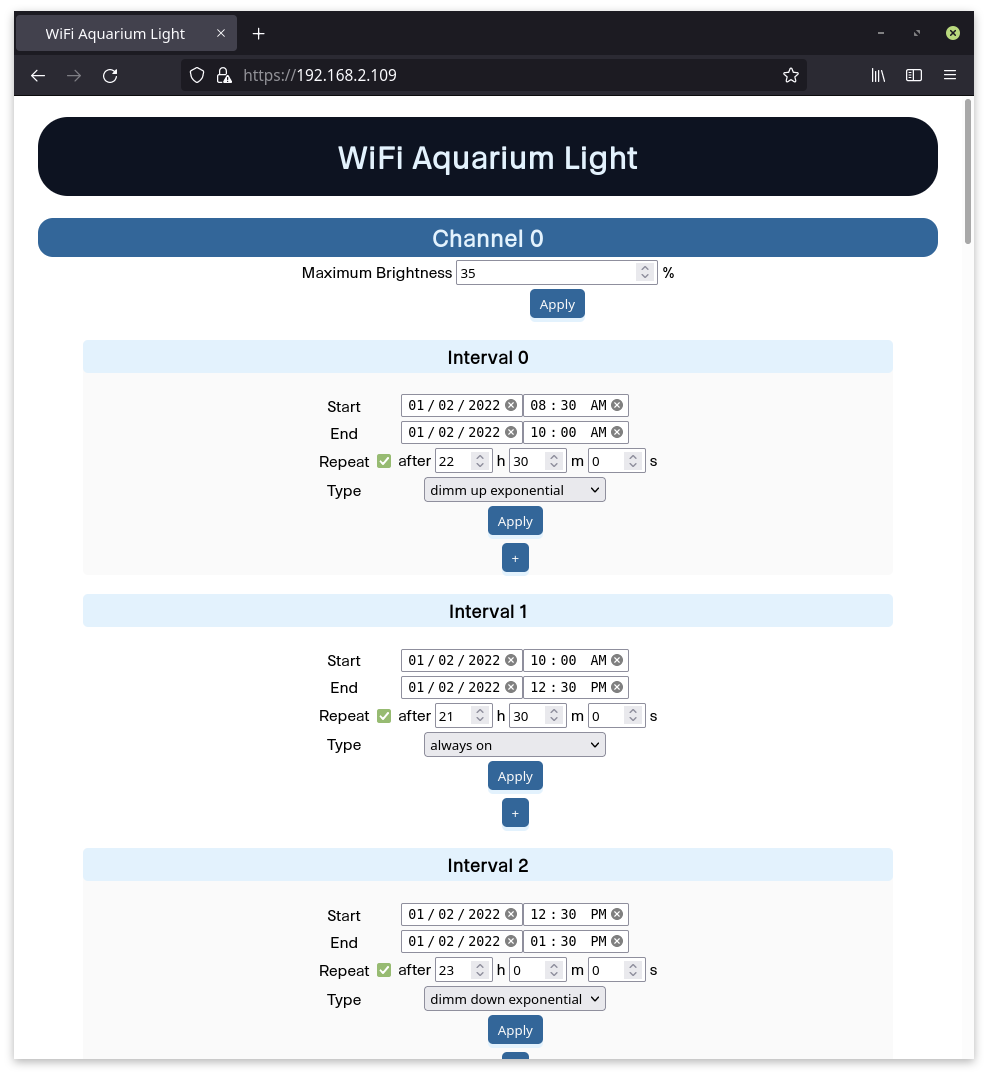 WiFi Aquarium Light
https://192.168.2.109
WiFi Aquarium Light
Channel 0
Maximum Brightness 35 %
Apply
Interval 0
Start 01/02/2022 08:30 AM
End 01/02/2022 10:00 AM
Repeat after 22 h 30 m 0 s
Type dimm up exponential
Apply
+
Interval 1
Start 01/02/2022 10:00 AM
End 01/02/2022 12:30 PM
Repeat after 21 h 30 m 0 s
Type always on
Apply
+
Interval 2
Start 01/02/2022 12:30 PM
End 01/02/2022 01:30 PM
Repeat after 23 h 0 m 0 s
Type dimm down exponential
Apply